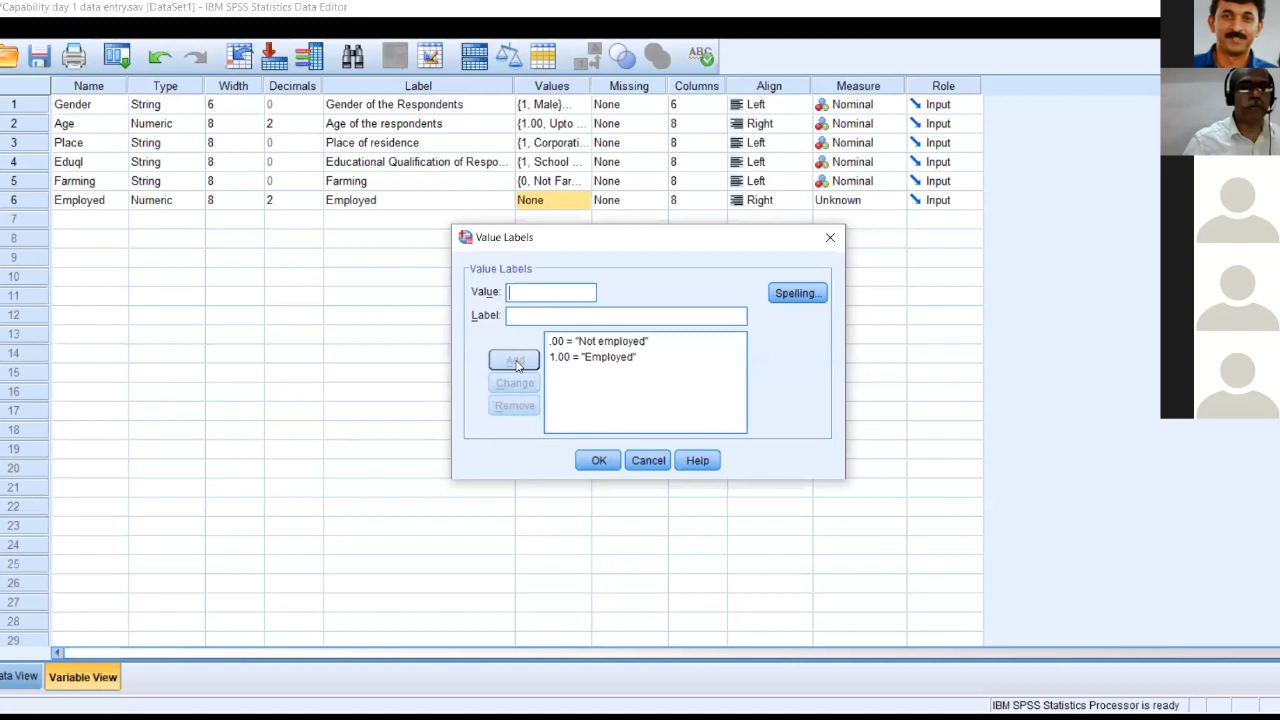 *Capability day 1 data entry.sav [DataSet1] - IBM SPSS Statistics Data Editor
ABC
Name Type Width Decimals Label Values Missing Columns Align Measure Role
1 Gender String 6 0 Gender of the Respondents {1, Male}... None 6 Left Nominal Input
2 Age Numeric 8 2 Age of the respondents {1.00, Upto ... None 8 Right Nominal Input
3 Place String 8 0 Place of residence {1, Corporati... None 8 Left Nominal Input
4 Eduql String 8 0 Educational Qualification of Respo... {1, School ... None 8 Left Nominal Input
5 Farming String 8 0 Farming {0, Not Far... None 8 Left Nominal Input
6 Employed Numeric 8 2 Employed None None 8 Right Unknown Input
7
8
9
10
11
12
13
14
15
16
17
18
19
20
21
22
23
24
25
26
27
28
29
Value Labels
Value Labels
Value:
Spelling...
Label:
.00 = "Not employed"
1.00 = "Employed"
Add
Change
Remove
OK Cancel Help
ata View Variable View
IBM SPSS Statistics Processor is ready